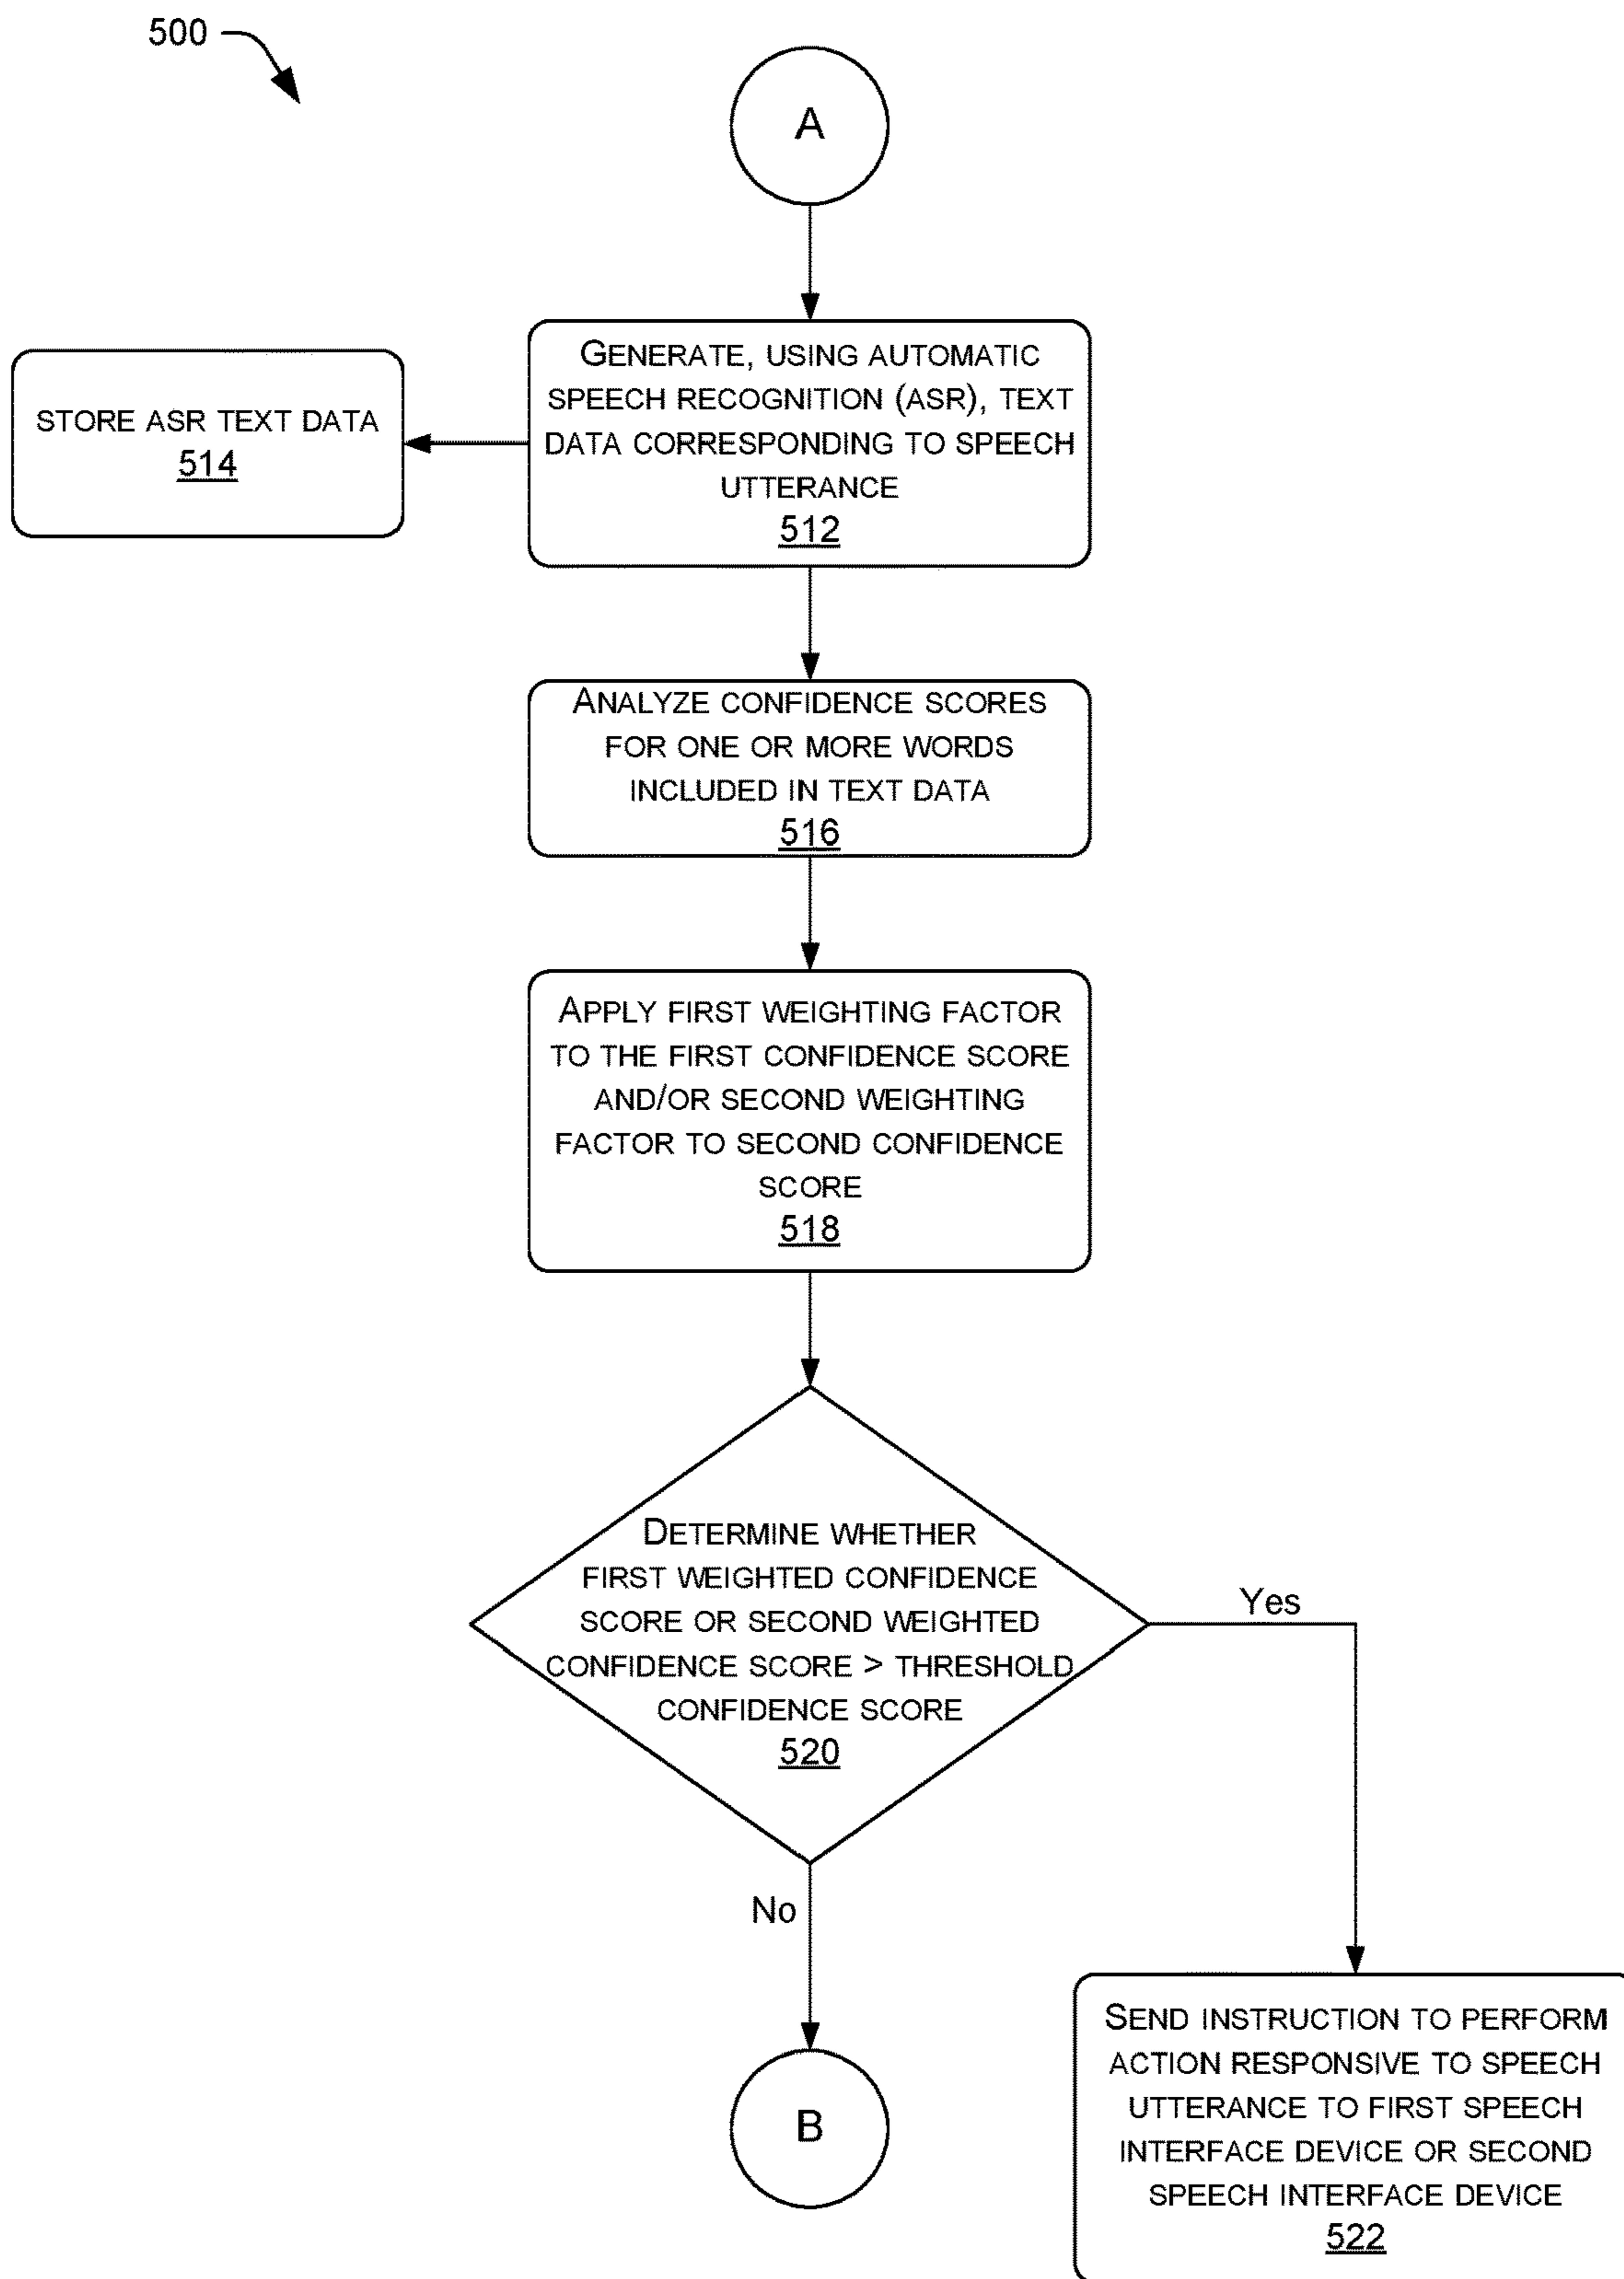 500
A
GENERATE, USING AUTOMATIC
SPEECH RECOGNITION (ASR), TEXT
DATA CORRESPONDING TO SPEECH
UTTERANCE
512
STORE ASR TEXT DATA
514
ANALYZE CONFIDENCE SCORES
FOR ONE OR MORE WORDS
INCLUDED IN TEXT DATA
516
APPLY FIRST WEIGHTING FACTOR
TO THE FIRST CONFIDENCE SCORE
AND/OR SECOND WEIGHTING
FACTOR TO SECOND CONFIDENCE
SCORE
518
DETERMINE WHETHER
FIRST WEIGHTED CONFIDENCE
SCORE OR SECOND WEIGHTED
CONFIDENCE SCORE > THRESHOLD
CONFIDENCE SCORE
520
Yes
No
B
SEND INSTRUCTION TO PERFORM
ACTION RESPONSIVE TO SPEECH
UTTERANCE TO FIRST SPEECH
INTERFACE DEVICE OR SECOND
SPEECH INTERFACE DEVICE
522